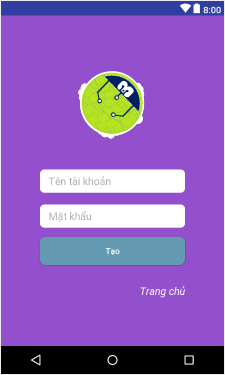 8:00
Tên tài khoản
Mật khẩu
Tạo
Trang chủ